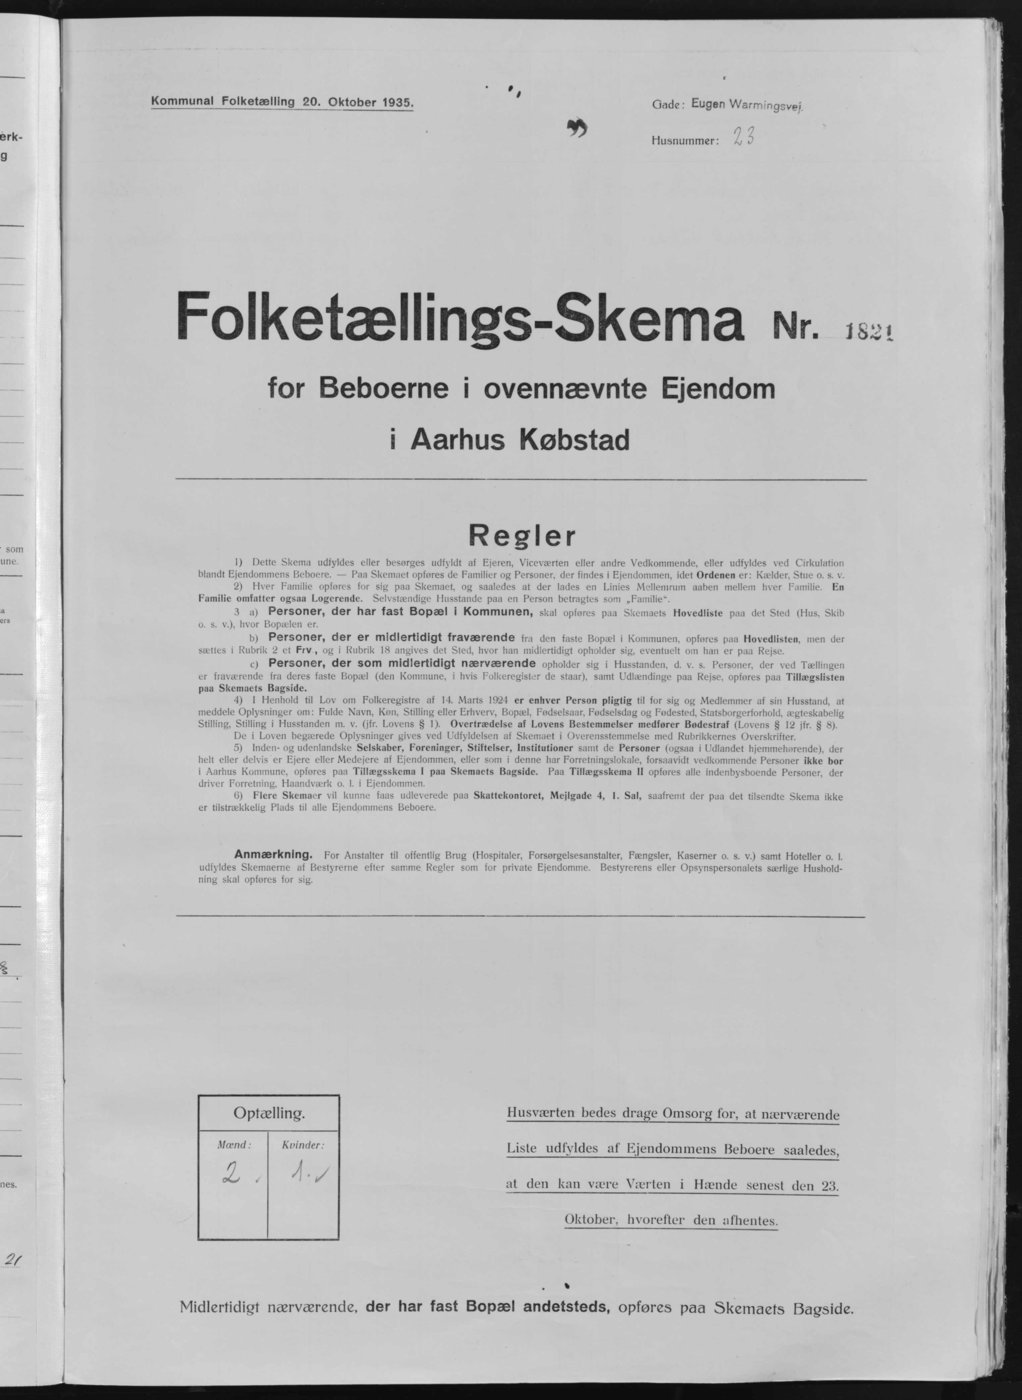 Kommunal Folketælling 20. Oktober 1935.
Gade: Eugen Warmingsvej.
Husnummer: 23
Folketællings-Skema Nr. 1821
for Beboerne i ovennævnte Ejendom
i Aarhus Købstad
Regler
1) Dette Skema udfyldes eller besørges udfyldt af Ejeren, Viceværten eller andre Vedkommende, eller udfyldes ved Cirkulation
blandt Ejendommens Beboere. — Paa Skemaet opføres de Familier og Personer, der findes i Ejendommen, idet Ordenen er: Kælder, Stue o. s. v.
2) Hver Familie opføres for sig paa Skemaet, og saaledes at der lades en Linies Mellemrum aaben mellem hver Familie. En
Familie omfatter ogsaa Logerende. Selvstændige Husstande paa en Person betragtes som „Familie“.
3 a) Personer, der har fast Bopæl i Kommunen, skal opføres paa Skemaets Hovedliste paa det Sted (Hus, Skib
o. s. v.), hvor Bopælen er.
b) Personer, der er midlertidigt fraværende fra den faste Bopæl i Kommunen, opføres paa Hovedlisten, men der
sættes i Rubrik 2 et Frv., og i Rubrik 18 angives det Sted, hvor han midlertidigt opholder sig, eventuelt om han er paa Rejse.
c) Personer, der som midlertidigt nærværende opholder sig i Husstanden, d. v. s. Personer, der ved Tællingen
er fraværende fra deres faste Bopæl (den Kommune, i hvis Folkeregister de staar), samt Udlændinge paa Rejse, opføres paa Tillægslisten
paa Skemaets Bagside.
4) I Henhold til Lov om Folkeregistre af 14. Marts 1924 er enhver Person pligtig til for sig og Medlemmer af sin Husstand, at
meddele Oplysninger om: Fulde Navn, Køn, Stilling eller Erhverv, Bopæl, Fødselsaar, Fødselsdag og Fødested, Statsborgerforhold, ægteskabelig
Stilling, Stilling i Husstanden m. v. (jfr. Lovens § 1). Overtrædelse af Lovens Bestemmelser medfører Bødestraf (Lovens § 12 jfr. § 8).
De i Loven begærede Oplysninger gives ved Udfyldelsen af Skemaet i Overensstemmelse med Rubrikkernes Overskrifter.
5) Inden- og udenlandske Selskaber, Foreninger, Stiftelser, Institutioner samt de Personer (ogsaa i Udlandet hjemmehørende), der
helt eller delvis er Ejere eller Medejere af Ejendommen, eller som i denne har Forretningslokale, forsaavidt vedkommende Personer ikke bor
i Aarhus Kommune, opføres paa Tillægsskema I paa Skemaets Bagside. Paa Tillægsskema II opføres alle indenbysboende Personer, der
driver Forretning, Haandværk o. l. i Ejendommen.
6) Flere Skemaer vil kunne faas udleverede paa Skattekontoret, Mejlgade 4, 1. Sal, saafremt der paa det tilsendte Skema ikke
er tilstrækkelig Plads til alle Ejendommens Beboere.
Anmærkning. For Anstalter til offentlig Brug (Hospitaler, Forsørgelsesanstalter, Fængsler, Kaserner o. s. v.) samt Hoteller o. l.
udfyldes Skemaerne af Bestyrerne efter samme Regler som for private Ejendomme. Bestyrerens eller Opsynspersonalets særlige Hushold-
ning skal opføres for sig.
Optælling.
Mænd: Kvinder:
2 1.
Husværten bedes drage Omsorg for, at nærværende
Liste udfyldes af Ejendommens Beboere saaledes,
at den kan være Værten i Hænde senest den 23.
Oktober, hvorefter den afhentes.
Midlertidigt nærværende, der har fast Bopæl andetsteds, opføres paa Skemaets Bagside.
erk-
g
som
une.
a
ers
nes.
21